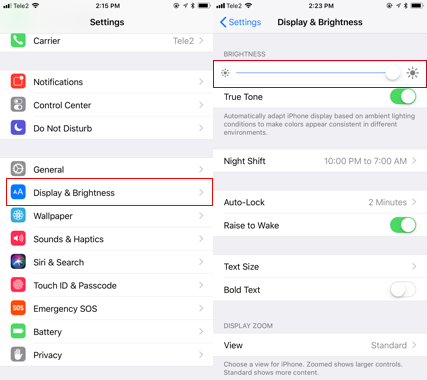 Tele2
2:15 PM
Settings
Carrier
Tele2
Notifications
Control Center
Do Not Disturb
General
AA
Display & Brightness
Wallpaper
Sounds & Haptics
Siri & Search
Touch ID & Passcode
SOS
Emergency SOS
Battery
Privacy
Tele2
2:23 PM
Settings
Display & Brightness
BRIGHTNESS
True Tone
Automatically adapt iPhone display based on ambient lighting
conditions to make colors appear consistent in different
environments.
Night Shift
10:00 PM to 7:00 AM
Auto-Lock
2 Minutes
Raise to Wake
Text Size
Bold Text
DISPLAY ZOOM
View
Standard
Choose a view for iPhone. Zoomed shows larger controls.
Standard shows more content.